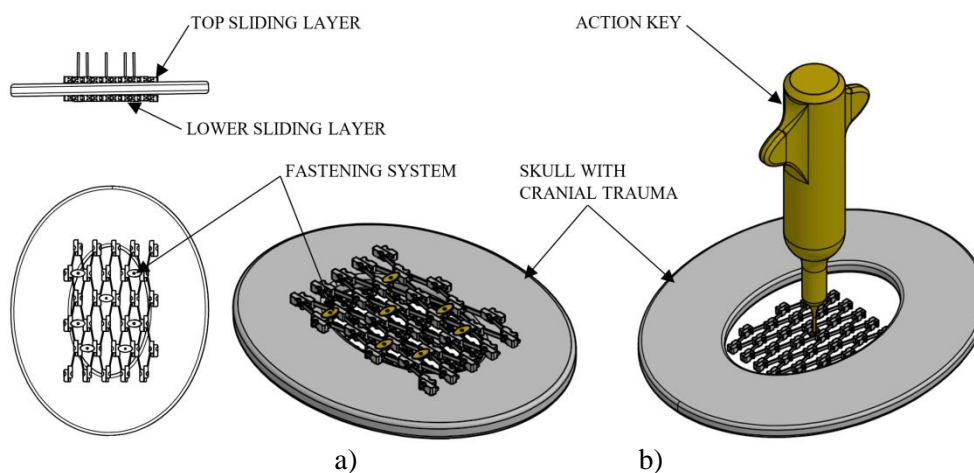 TOP SLIDING LAYER
LOWER SLIDING LAYER
FASTENING SYSTEM
ACTION KEY
SKULL WITH
CRANIAL TRAUMA
a)
b)